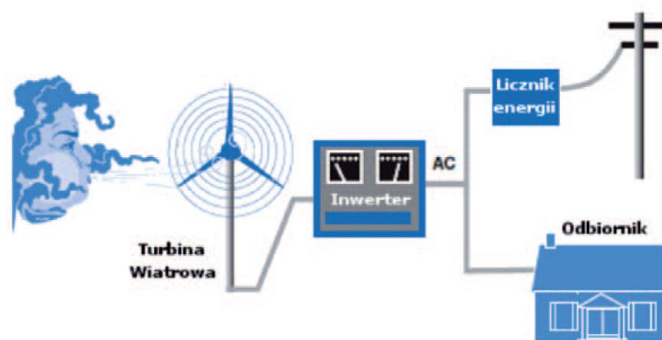 Turbina
Wiatrowa
Inwerter
AC
Licznik
energii
Odbiornik